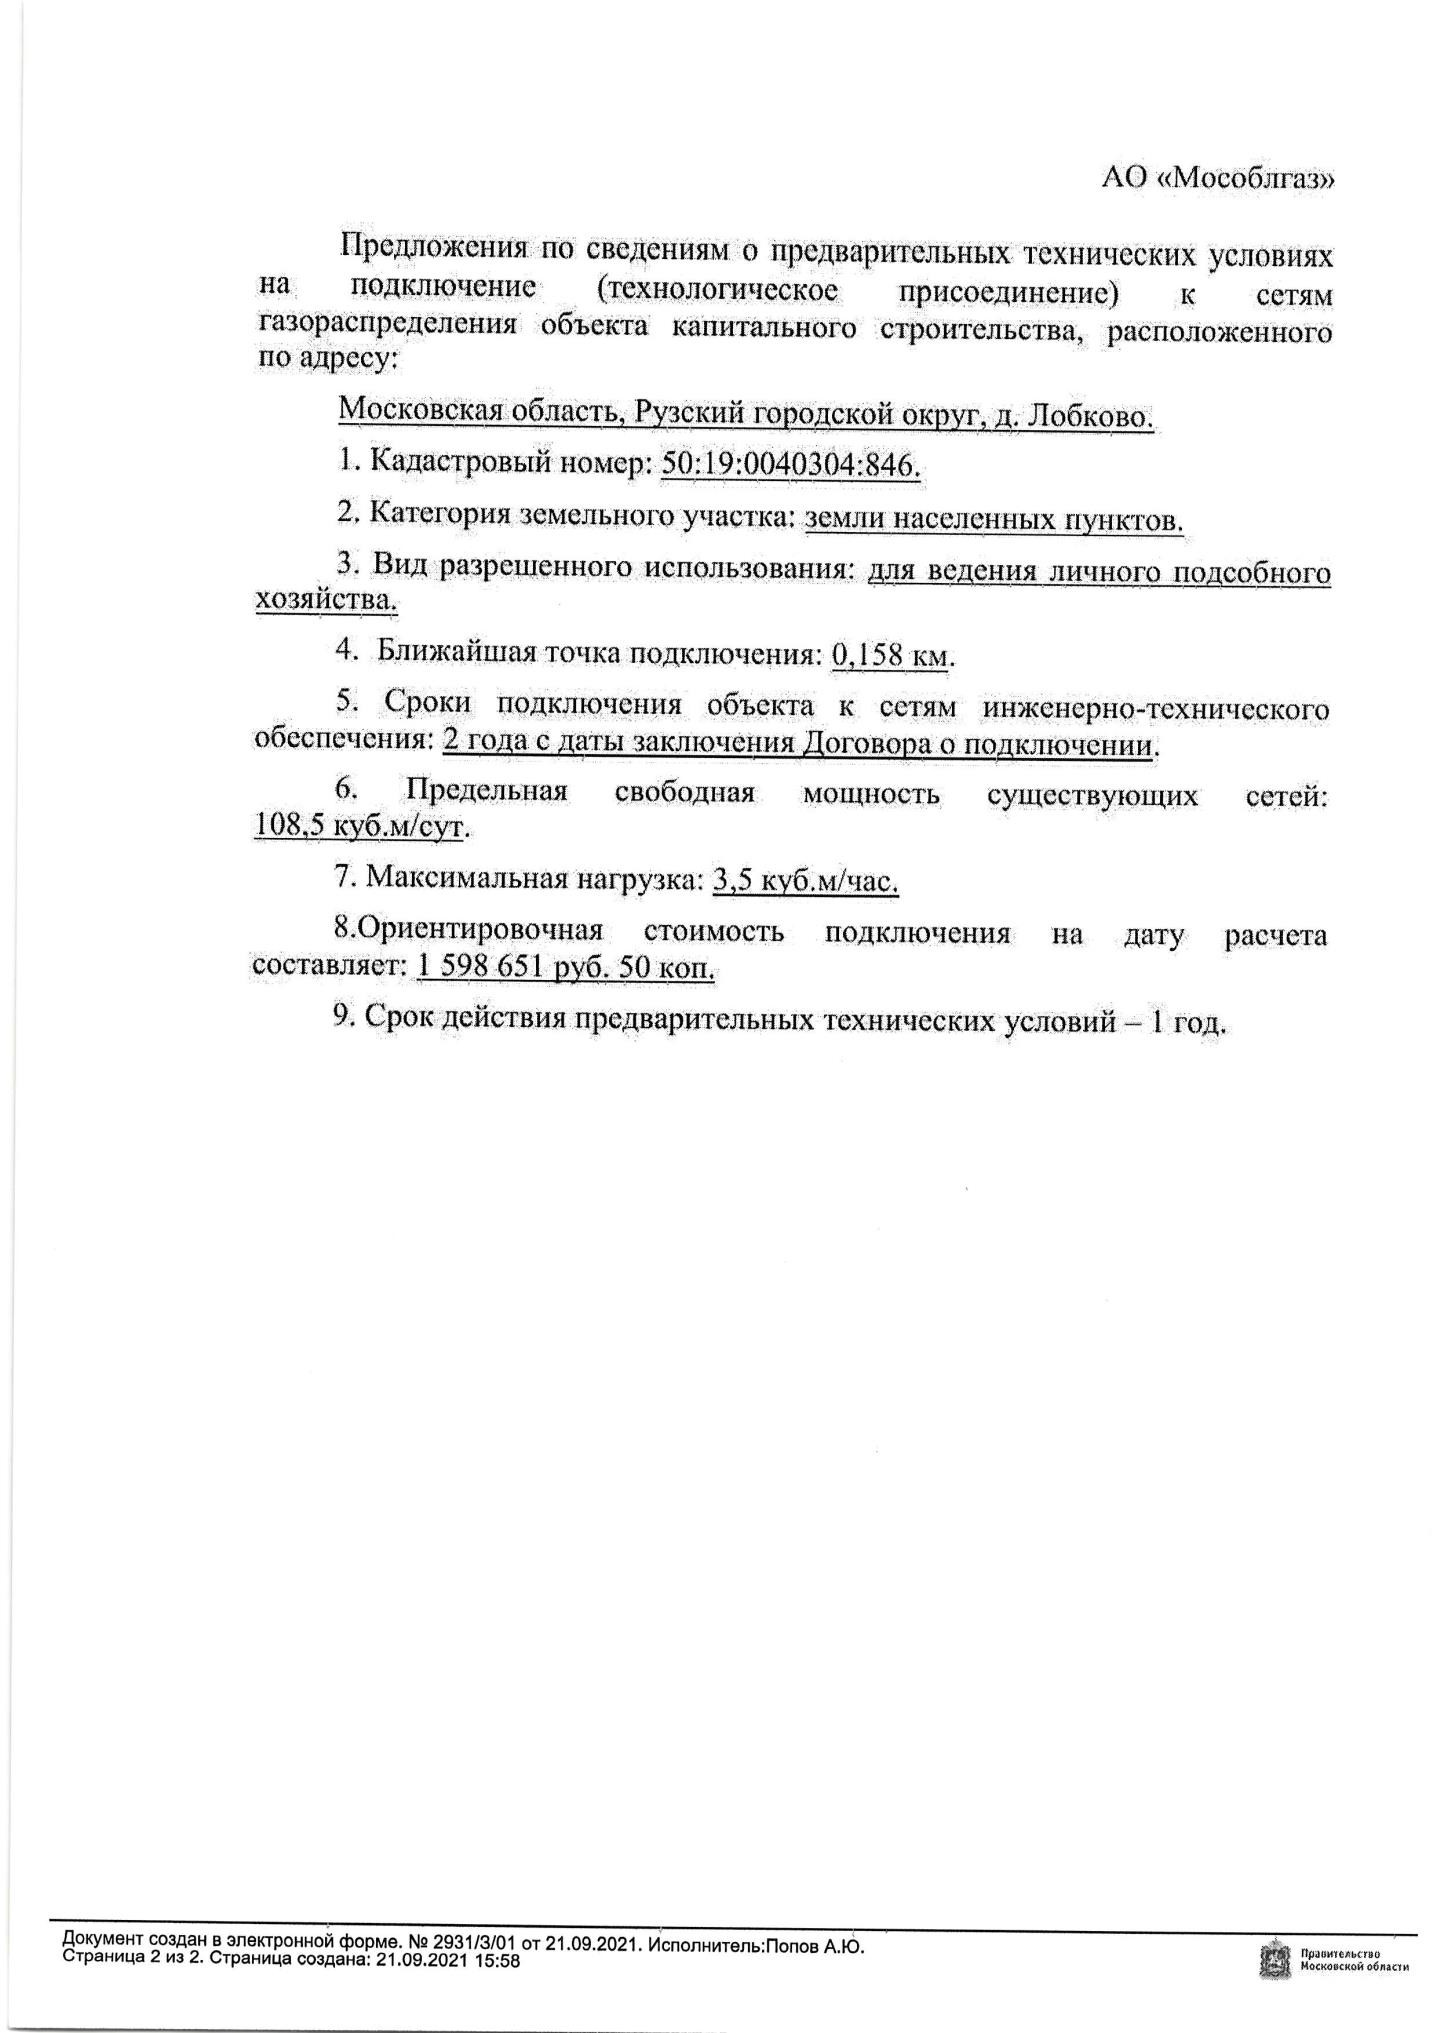 АО «Мособлгаз»
Предложения по сведениям о предварительных технических условиях
на подключение (технологическое присоединение) к сетям
газораспределения объекта капитального строительства, расположенного
по адресу:
Московская область, Рузский городской округ, д. Лобково.
1. Кадастровый номер: 50:19:0040304:846.
2. Категория земельного участка: земли населенных пунктов.
3. Вид разрешенного использования: для ведения личного подсобного
хозяйства.
4. Ближайшая точка подключения: 0,158 км.
5. Сроки подключения объекта к сетям инженерно-технического
обеспечения: 2 года с даты заключения Договора о подключении.
6. Предельная свободная мощность существующих сетей:
108,5 куб.м/сут.
7. Максимальная нагрузка: 3,5 куб.м/час.
8.Ориентировочная стоимость подключения на дату расчета
составляет: 1 598 651 руб. 50 коп.
9. Срок действия предварительных технических условий – 1 год.
Документ создан в электронной форме. № 2931/3/01 от 21.09.2021. Исполнитель:Попов А.Ю.
Страница 2 из 2. Страница создана: 21.09.2021 15:58
Правительство
Московской области